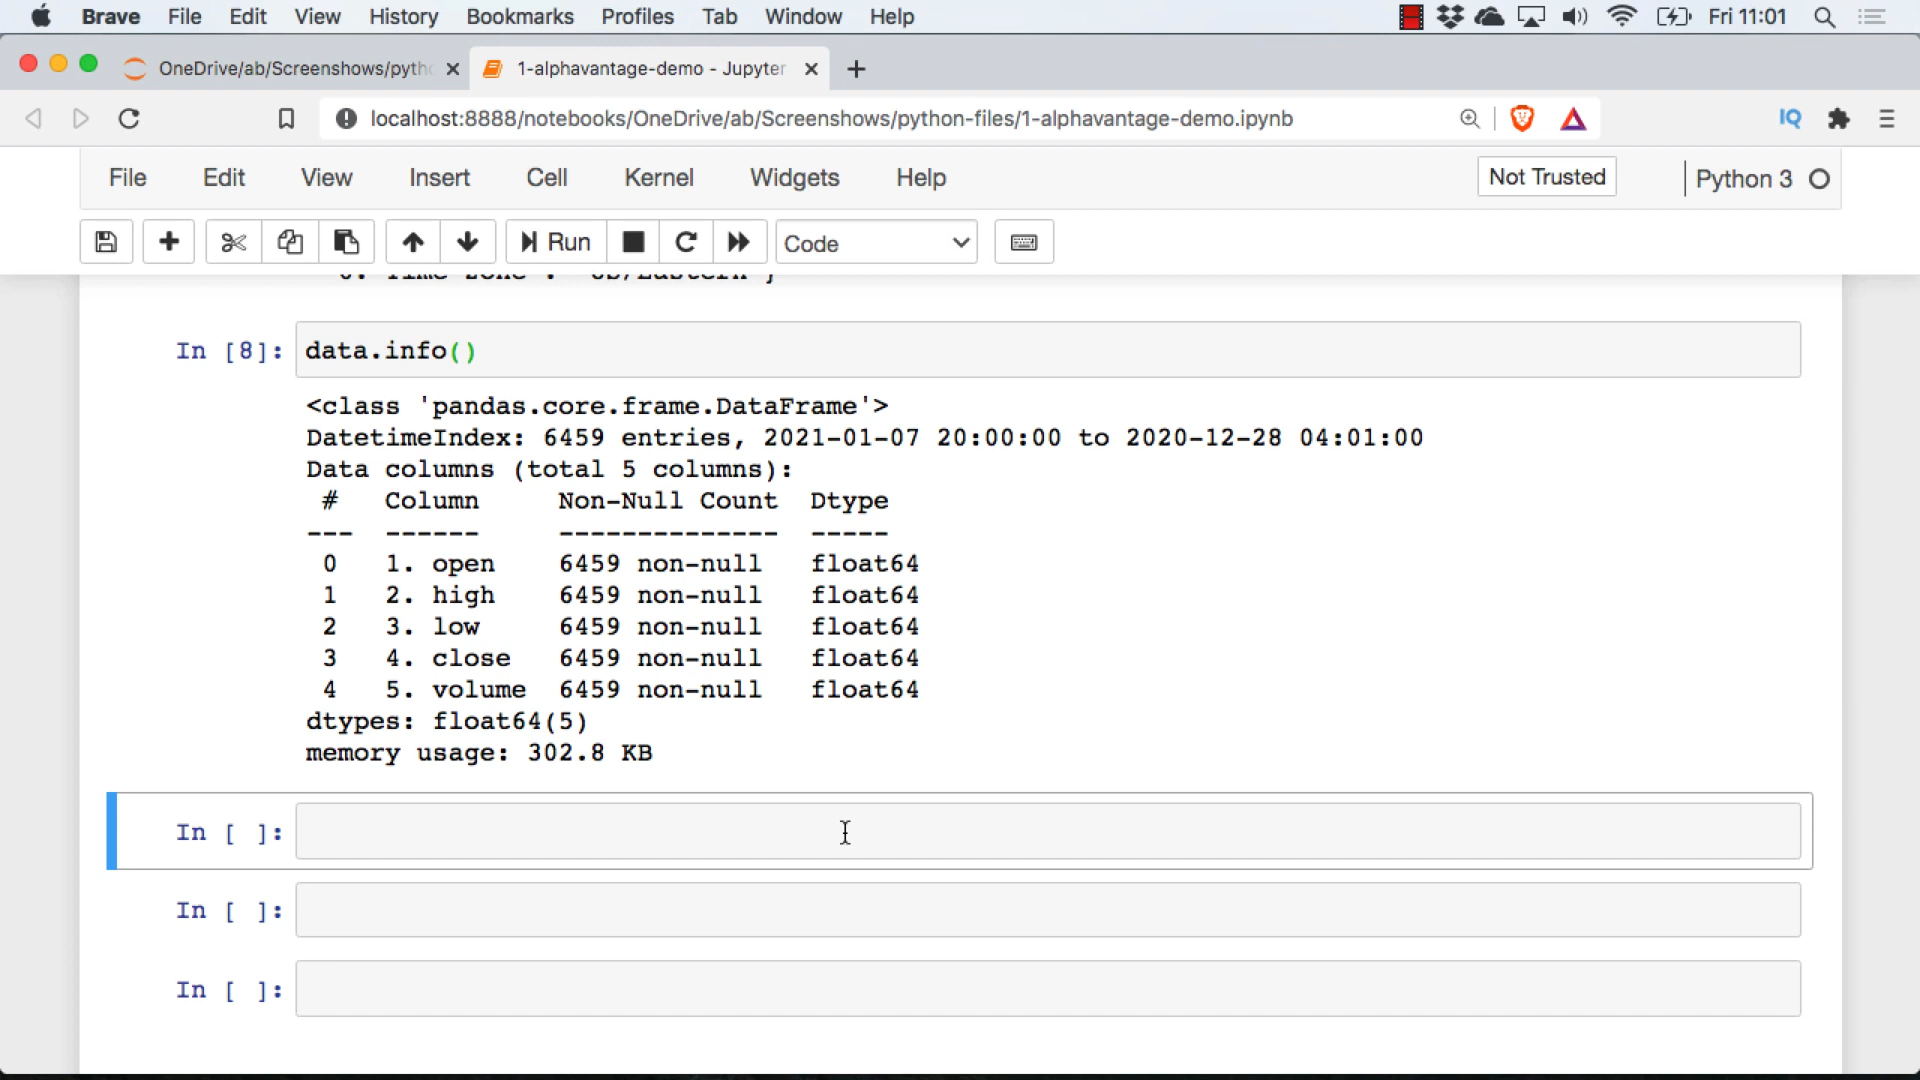 Brave File Edit View History Bookmarks Profiles Tab Window Help Fri 11:01
OneDrive/ab/Screenshows/pyth 1-alphavantage-demo - Jupyter
localhost:8888/notebooks/OneDrive/ab/Screenshows/python-files/1-alphavantage-demo.ipynb IQ
File Edit View Insert Cell Kernel Widgets Help Not Trusted Python 3
Run Code
In [8]: data.info()
<class 'pandas.core.frame.DataFrame'>
DatetimeIndex: 6459 entries, 2021-01-07 20:00:00 to 2020-12-28 04:01:00
Data columns (total 5 columns):
# Column Non-Null Count Dtype
--- ------ -------------- -----
0 1. open 6459 non-null float64
1 2. high 6459 non-null float64
2 3. low 6459 non-null float64
3 4. close 6459 non-null float64
4 5. volume 6459 non-null float64
dtypes: float64(5)
memory usage: 302.8 KB
In [ ]:
In [ ]:
In [ ]: